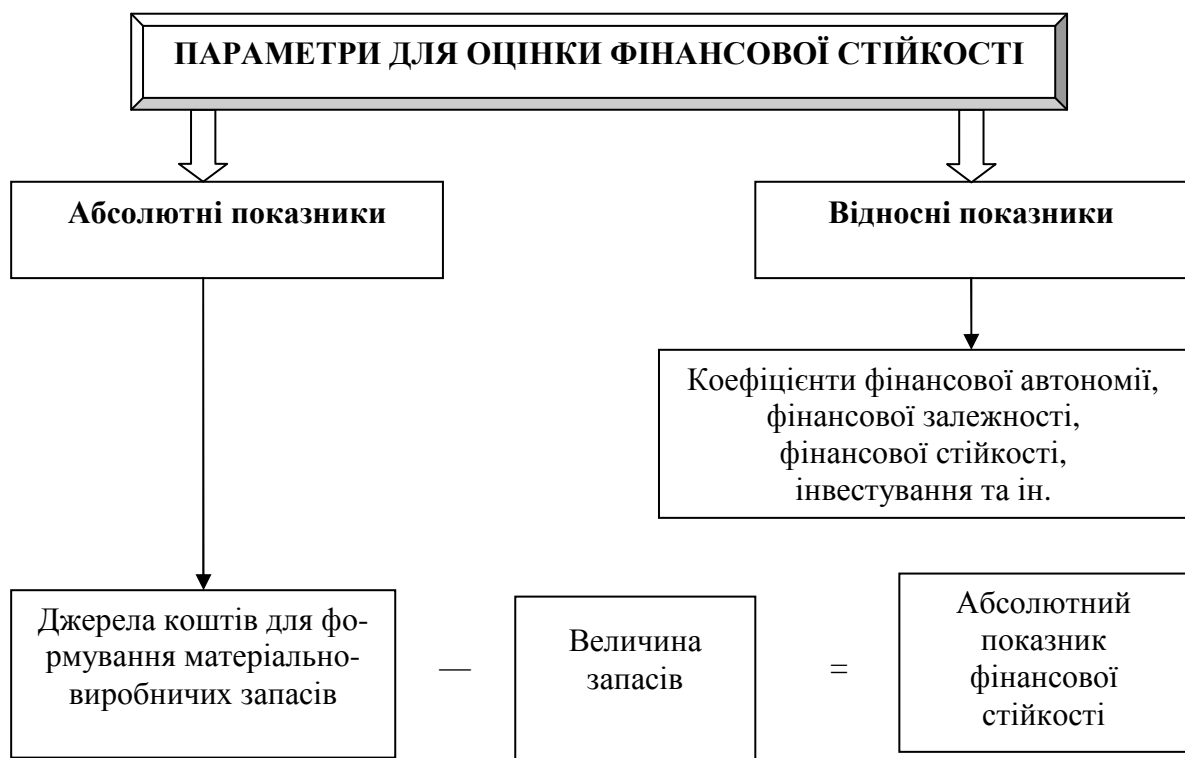 ПАРАМЕТРИ ДЛЯ ОЦІНКИ ФІНАНСОВОЇ СТІЙКОСТІ
Абсолютні показники
Відносні показники
Коефіцієнти фінансової автономії,
фінансової залежності,
фінансової стійкості,
інвестування та ін.
Джерела коштів для фо-
рмування матеріально-
виробничих запасів
—
Величина
запасів
=
Абсолютний
показник
фінансової
стійкості